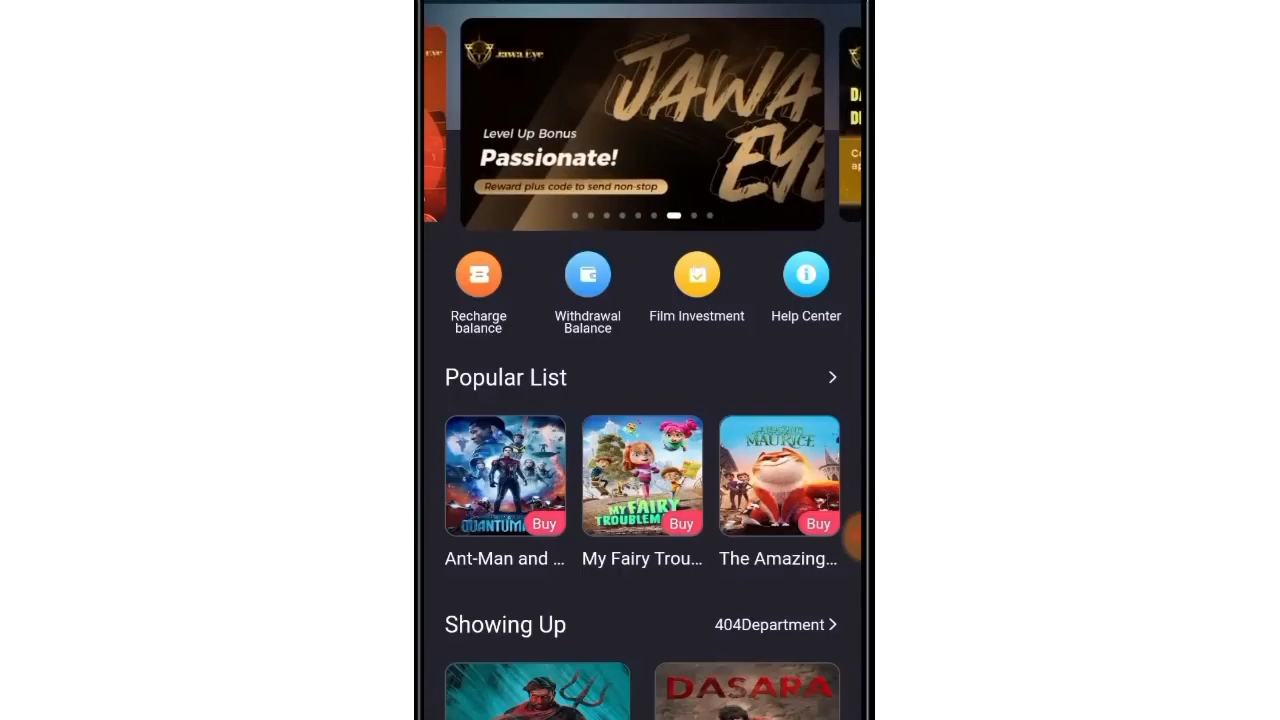 Jawa Eye
JAWA
EYE
Level Up Bonus
Passionate!
Reward plus code to send non-stop
Recharge
balance
Withdrawal
Balance
Film Investment
Help Center
Popular List
MAURICE
QUANTUM
MY FAIRY
Buy
Buy
Buy
Ant-Man and ...
My Fairy Trou...
The Amazing...
Showing Up
404Department
DASARA